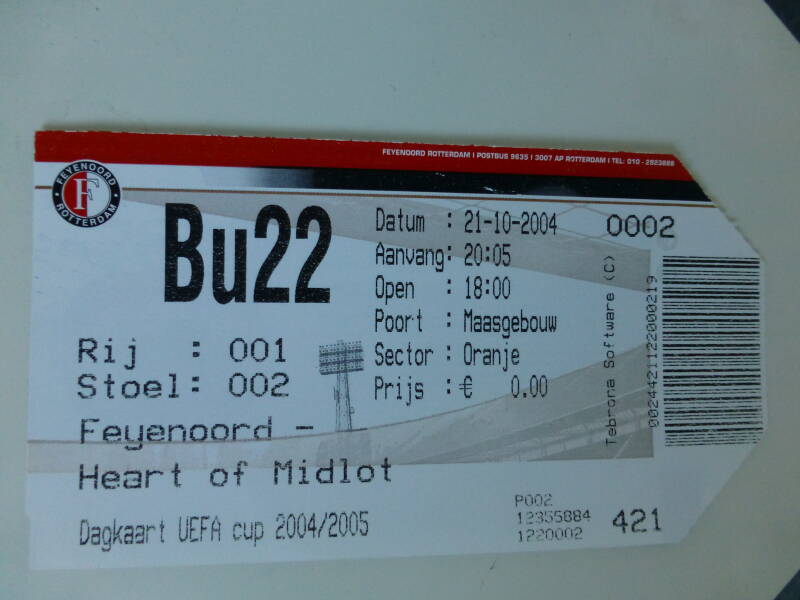 FEYENOORD ROTTERDAM | POSTBUS 9635 | 3007 AP ROTTERDAM | TEL: 010 - 2923888
FEYENOORD
F
ROTTERDAM
Bu22
Datum : 21-10-2004
0002
Aanvang: 20:05
Open : 18:00
Poort : Maasgebouw
Sector : Oranje
Prijs : € 0.00
Rij : 001
Stoel: 002
Feyenoord -
Heart of Midlot
Dagkaart UEFA cup 2004/2005
Tebrona Software (C)
0024421122000219
P002
12355884
1220002
421